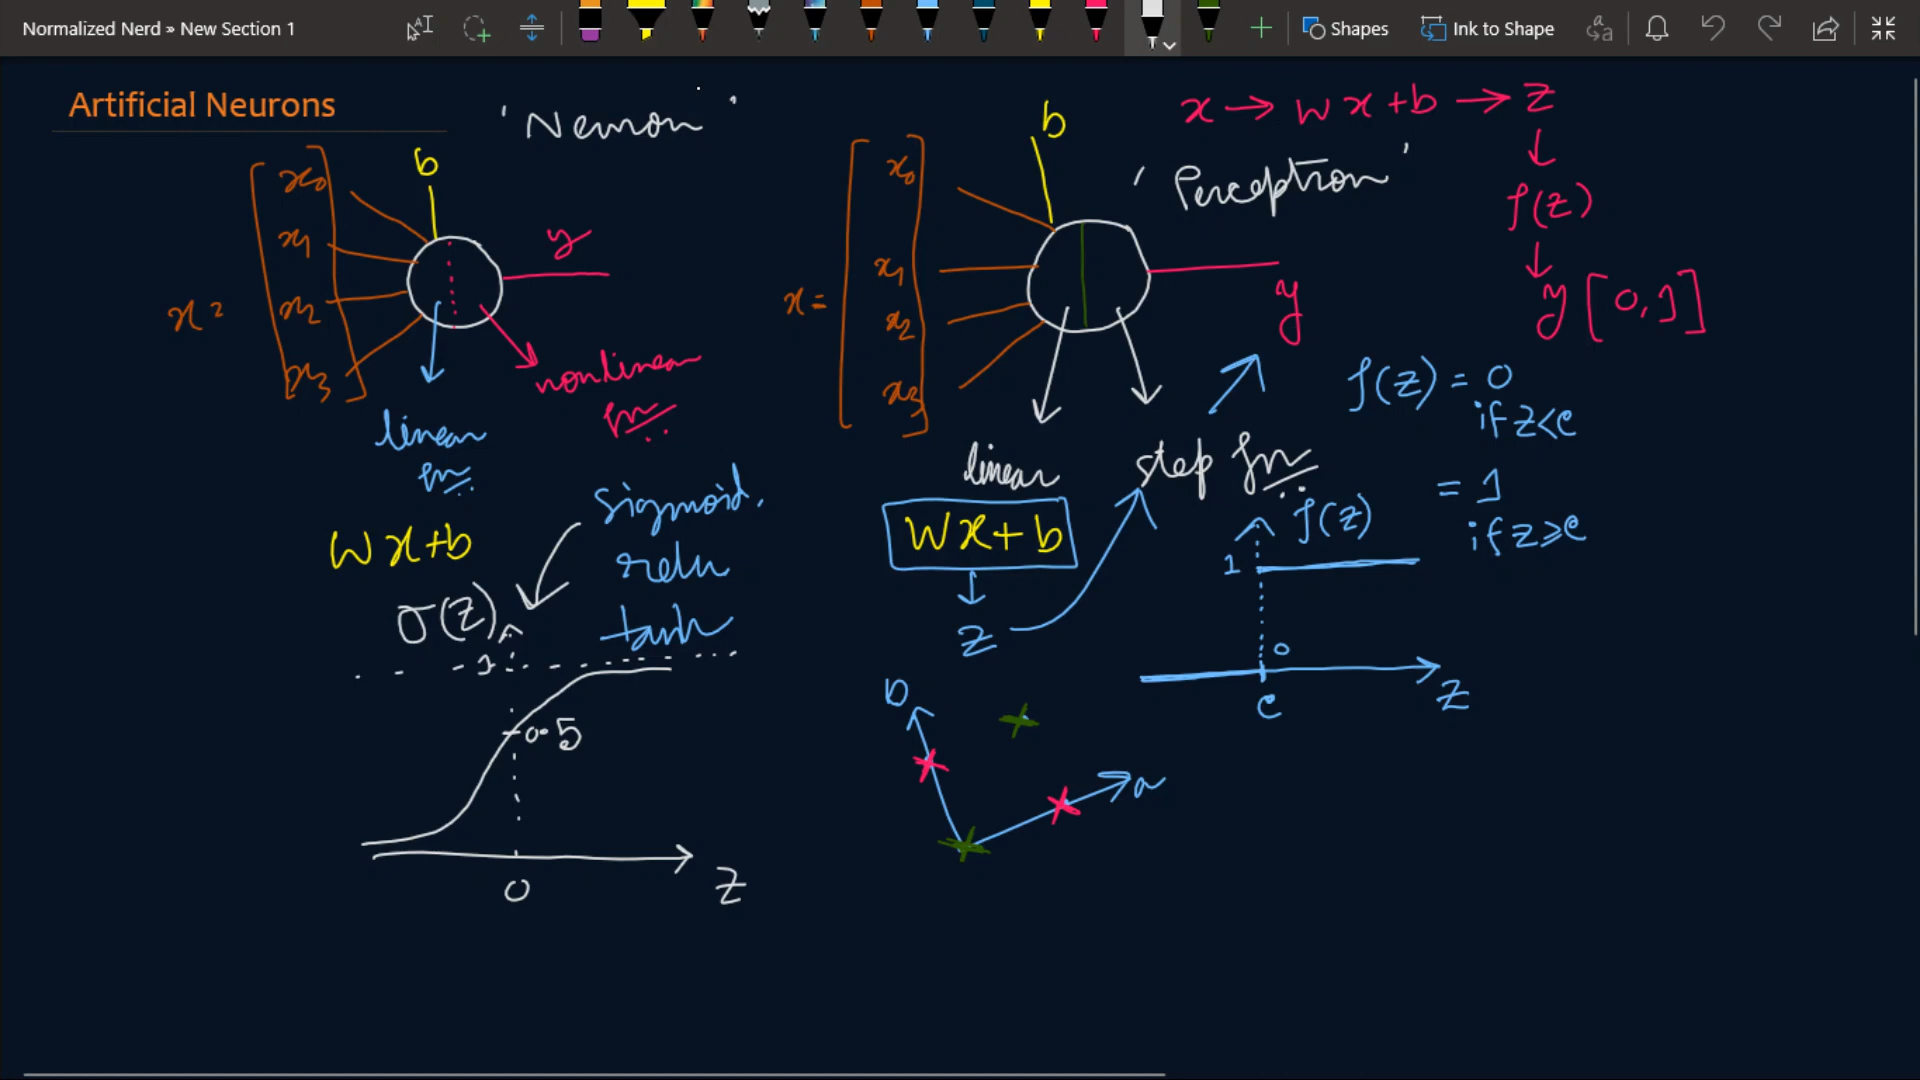 Normalized Nerd » New Section 1
Shapes
Ink to Shape
Artificial Neurons
'Neuron'
b
x₀
x₁
x₂
x₃
x =
y
linear
fn
nonlinear
fn
Wx+b
sigmoid.
relu
tanh
σ(z)
1
0.5
0
z
b
'Perceptron'
x₀
x₁
x₂
x₃
x =
y
linear
step fn
Wx+b
z
b
a
x → Wx+b → z
f(z)
y [0,1]
f(z) = 0
if z<c
= 1
if z≥c
f(z)
1
0
c
z